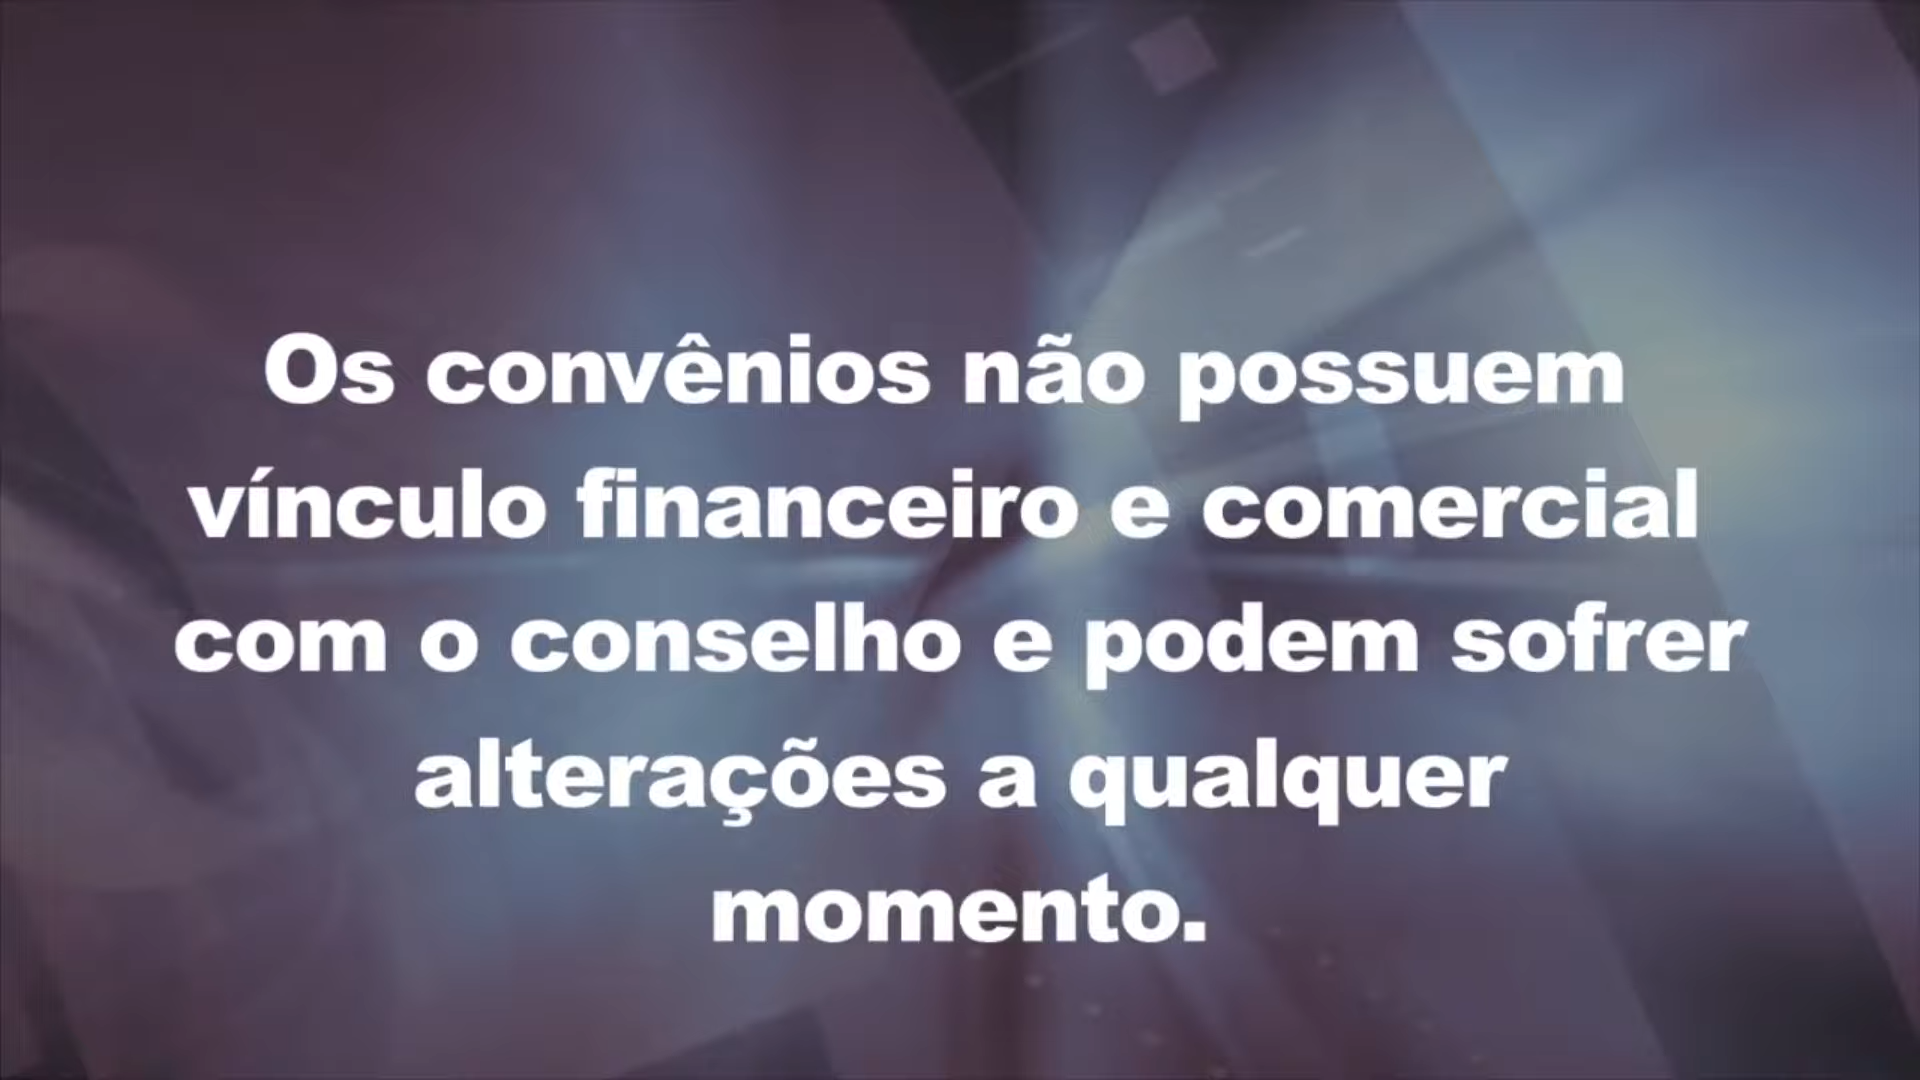 Os convênios não possuem
vínculo financeiro e comercial
com o conselho e podem sofrer
alterações a qualquer
momento.